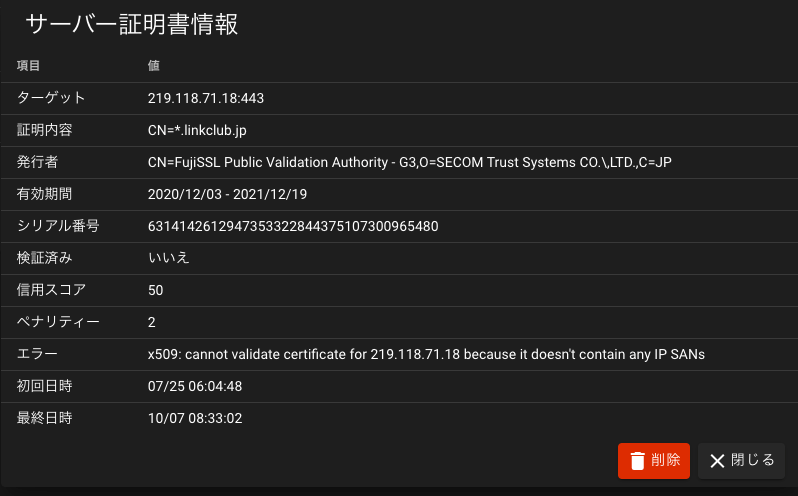 サーバー証明書情報
項目 値
ターゲット 219.118.71.18:443
証明内容 CN=*.linkclub.jp
発行者 CN=FujiSSL Public Validation Authority - G3,O=SECOM Trust Systems CO.\,LTD.,C=JP
有効期間 2020/12/03 - 2021/12/19
シリアル番号 631414261294735332284437510730096​5480
検証済み いいえ
信用スコア 50
ペナリティー 2
エラー x509: cannot validate certificate for 219.118.71.18 because it doesn't contain any IP SANs
初回日時 07/25 06:04:48
最終日時 10/07 08:33:02
削除 閉じる